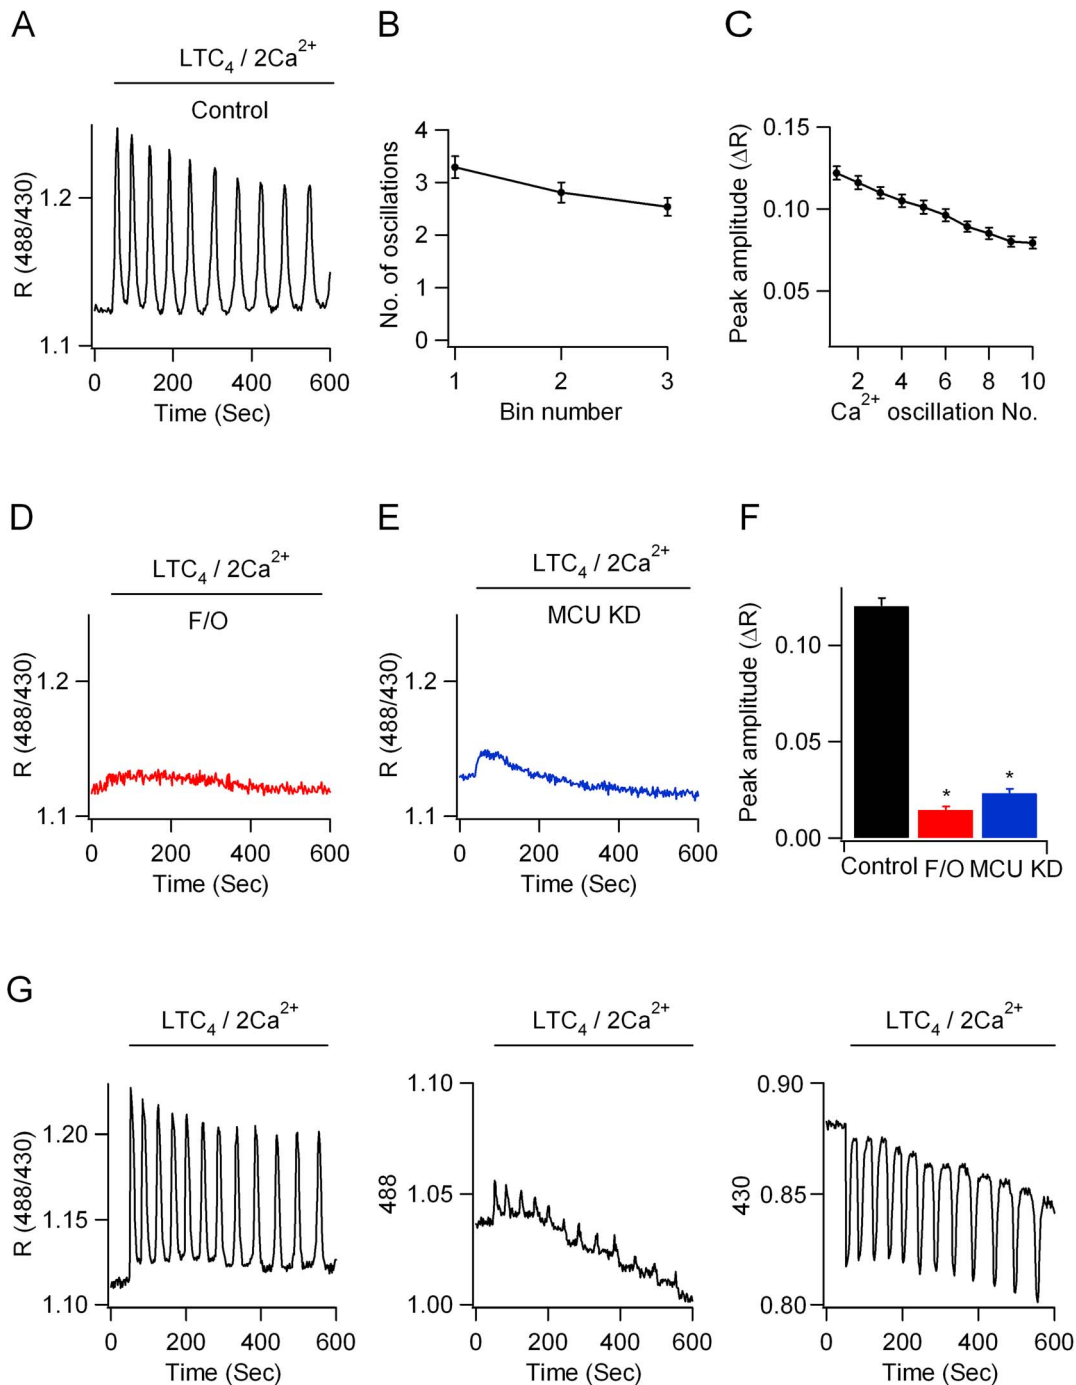 A
LTC4 / 2Ca2+
Control
R (488/430)
1.2
1.1
0 200 400 600
Time (Sec)
B
No. of oscillations
4
3
2
1
0
1 2 3
Bin number
C
Peak amplitude (ΔR)
0.15
0.10
0.05
2 4 6 8 10
Ca2+ oscillation No.
D
LTC4 / 2Ca2+
F/O
R (488/430)
1.2
1.1
0 200 400 600
Time (Sec)
E
LTC4 / 2Ca2+
MCU KD
R (488/430)
1.2
1.1
0 200 400 600
Time (Sec)
F
Peak amplitude (ΔR)
0.10
0.05
0.00
* *
Control F/O MCU KD
G
LTC4 / 2Ca2+
R (488/430)
1.20
1.15
1.10
0 200 400 600
Time (Sec)
LTC4 / 2Ca2+
488
1.10
1.05
1.00
0 200 400 600
Time (Sec)
LTC4 / 2Ca2+
430
0.90
0.85
0.80
0 200 400 600
Time (Sec)